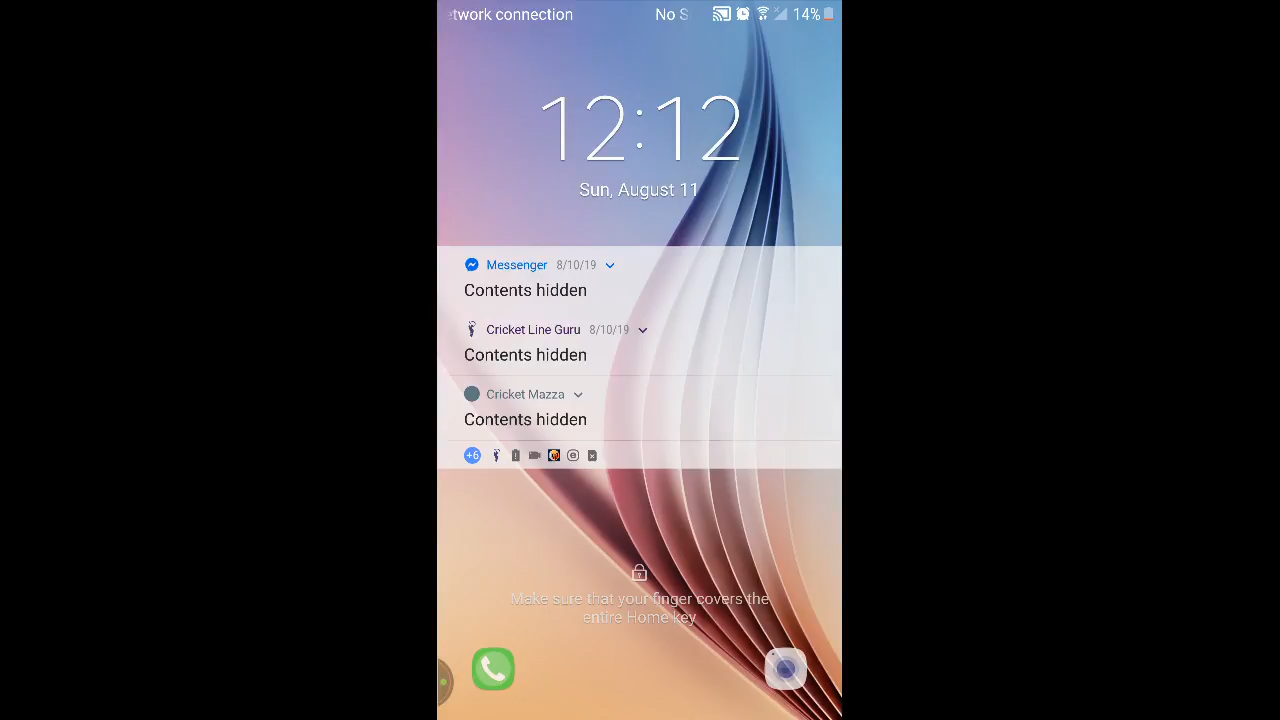 twork connection No S 14%
12:12
Sun, August 11
Messenger 8/10/19
Contents hidden
Cricket Line Guru 8/10/19
Contents hidden
Cricket Mazza
Contents hidden
+6
Make sure that your finger covers the
entire Home key